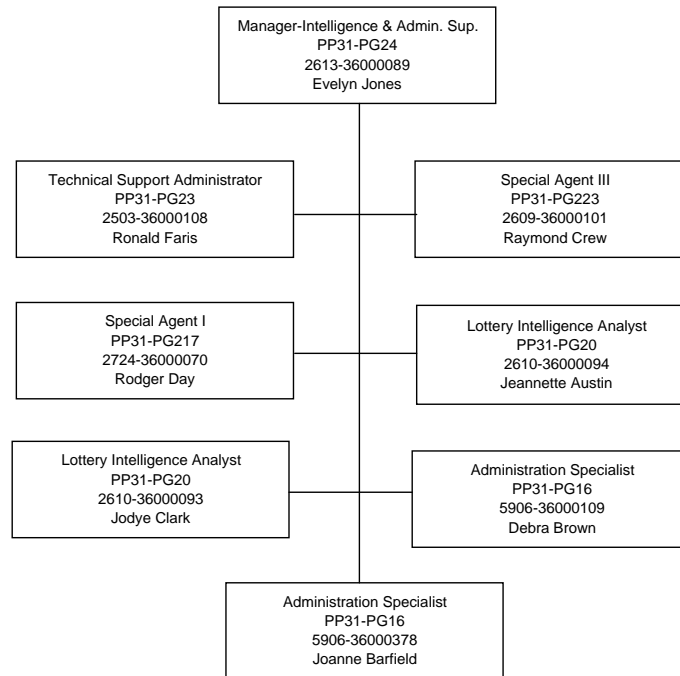 Manager-Intelligence & Admin. Sup.
PP31-PG24
2613-36000089
Evelyn Jones
Technical Support Administrator
PP31-PG23
2503-36000108
Ronald Faris
Special Agent III
PP31-PG223
2609-36000101
Raymond Crew
Special Agent I
PP31-PG217
2724-36000070
Rodger Day
Lottery Intelligence Analyst
PP31-PG20
2610-36000094
Jeannette Austin
Lottery Intelligence Analyst
PP31-PG20
2610-36000093
Jodye Clark
Administration Specialist
PP31-PG16
5906-36000109
Debra Brown
Administration Specialist
PP31-PG16
5906-36000378
Joanne Barfield